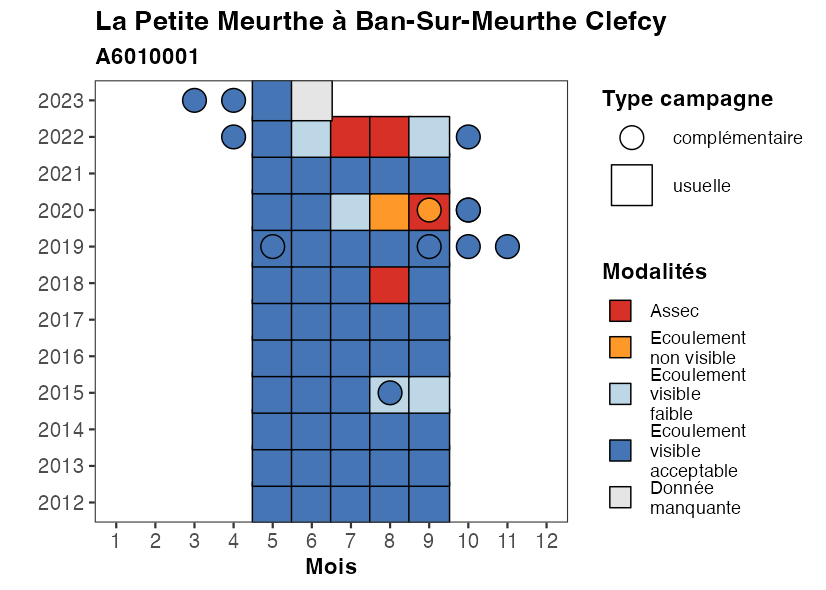 La Petite Meurthe à Ban-Sur-Meurthe Clefcy
A6010001
2023
2022
2021
2020
2019
2018
2017
2016
2015
2014
2013
2012
1 2 3 4 5 6 7 8 9 10 11 12
Mois
Type campagne
complémentaire
usuelle
Modalités
Assec
Ecoulement
non visible
Ecoulement
visible
faible
Ecoulement
visible
acceptable
Donnée
manquante